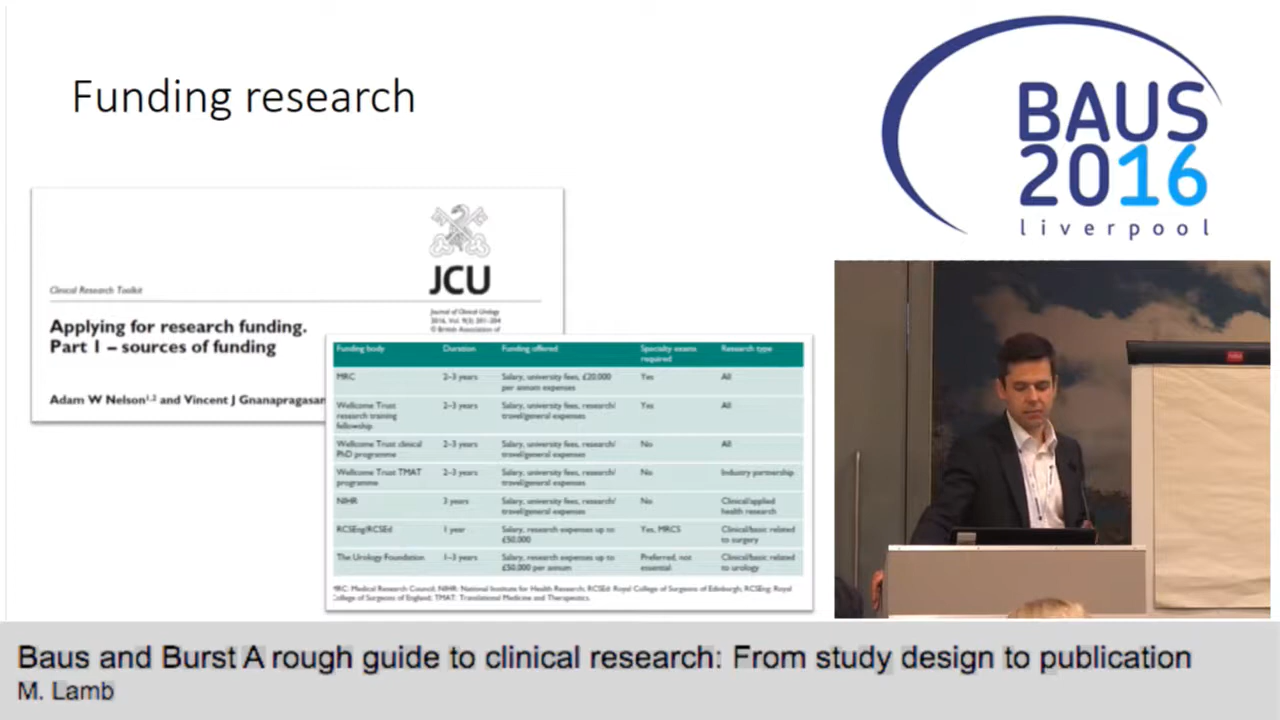 Funding research
BAUS
2016
liverpool
JCU
Clinical Research Toolkit
Journal of Clinical Urology
2016, Vol. 9(3) 201–204
© British Association of
Applying for research funding.
Part 1 – sources of funding
Adam W Nelson1,2 and Vincent J Gnanapragasam
Funding body Duration Funding offered Specialty exams required Research type
MRC 2–3 years Salary, university fees, £20,000 per annum expenses Yes All
Wellcome Trust research training fellowship 2–3 years Salary, university fees, research/travel/general expenses Yes All
Wellcome Trust clinical PhD programme 2–3 years Salary, university fees, research/travel/general expenses No All
Wellcome Trust TMAT programme 2–3 years Salary, university fees, research/travel/general expenses No Industry partnership
NIHR 3 years Salary, university fees, research/travel/general expenses No Clinical/applied health research
RCSEng/RCSEd 1 year Salary, research expenses up to £50,000 Yes, MRCS Clinical/basic related to surgery
The Urology Foundation 1–3 years Salary, research expenses up to £50,000 per annum Preferred, not essential Clinical/basic related to urology
MRC: Medical Research Council; NIHR: National Institute for Health Research; RCSEd: Royal College of Surgeons of Edinburgh; RCSEng: Royal
College of Surgeons of England; TMAT: Translational Medicine and Therapeutics.
Baus and Burst A rough guide to clinical research: From study design to publication
M. Lamb